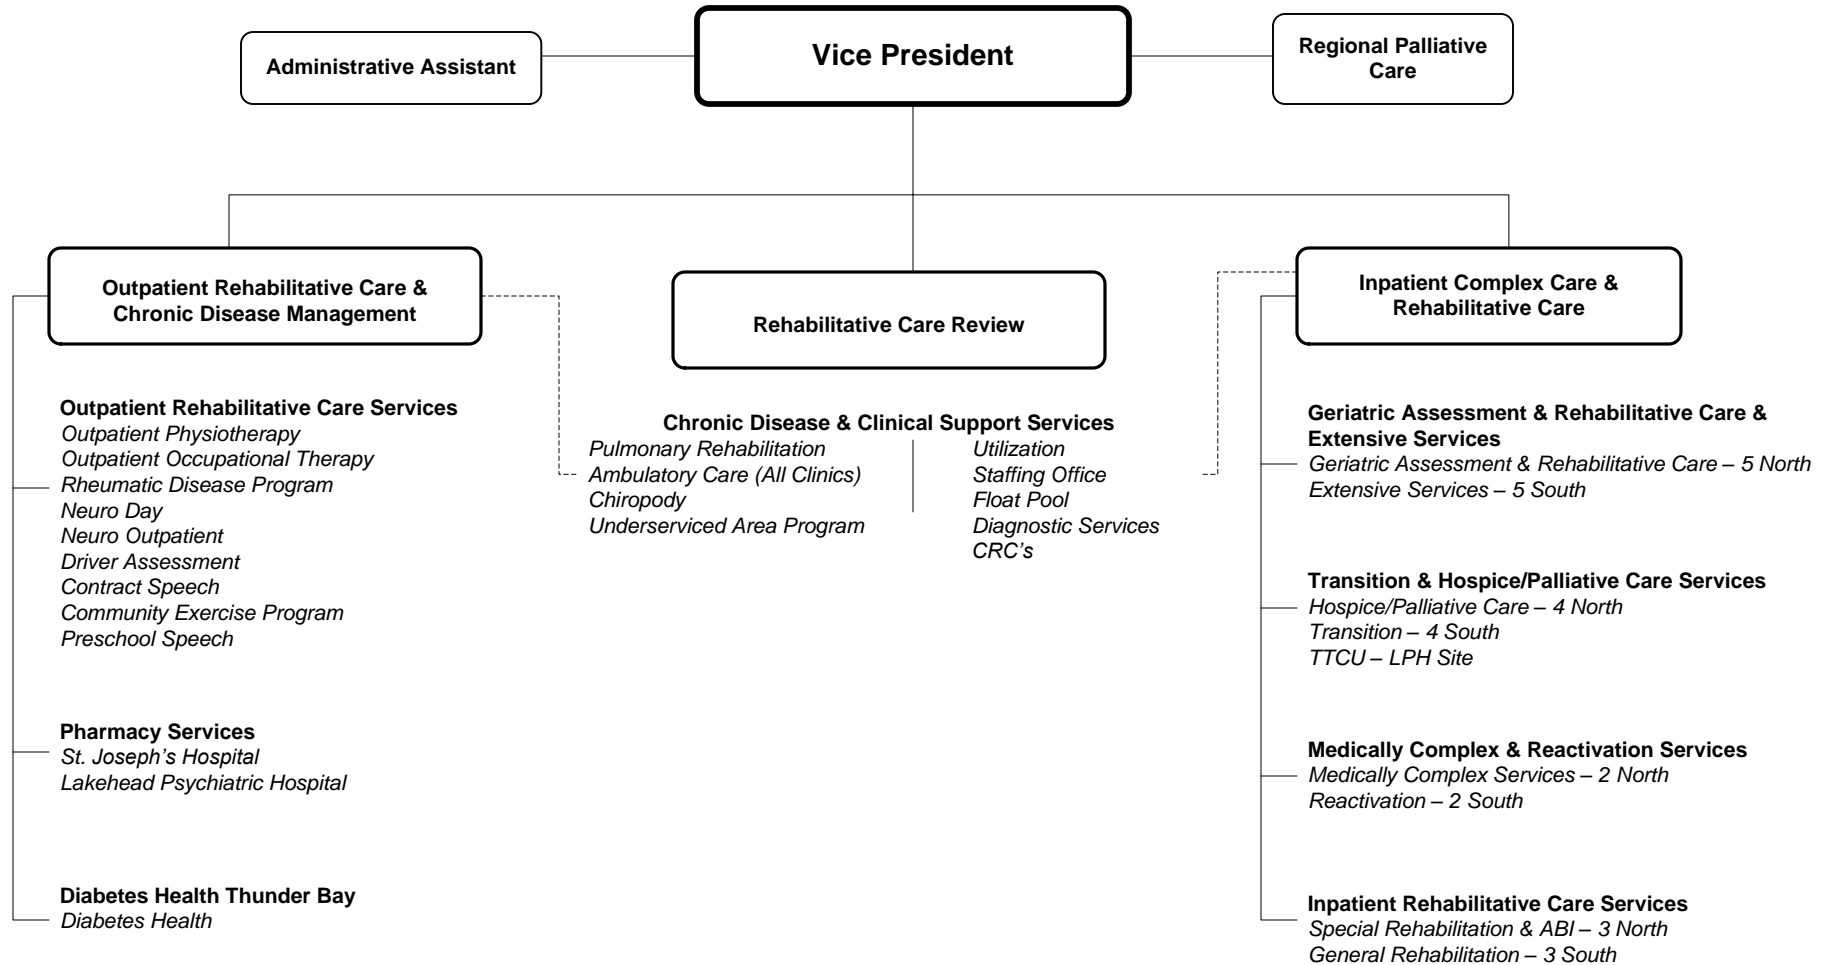 Administrative Assistant
Vice President
Regional Palliative
Care
Outpatient Rehabilitative Care &
Chronic Disease Management
Rehabilitative Care Review
Inpatient Complex Care &
Rehabilitative Care
Outpatient Rehabilitative Care Services
Outpatient Physiotherapy
Outpatient Occupational Therapy
Rheumatic Disease Program
Neuro Day
Neuro Outpatient
Driver Assessment
Contract Speech
Community Exercise Program
Preschool Speech
Pharmacy Services
St. Joseph’s Hospital
Lakehead Psychiatric Hospital
Diabetes Health Thunder Bay
Diabetes Health
Chronic Disease & Clinical Support Services
Pulmonary Rehabilitation
Ambulatory Care (All Clinics)
Chiropody
Underserviced Area Program
Utilization
Staffing Office
Float Pool
Diagnostic Services
CRC’s
Geriatric Assessment & Rehabilitative Care &
Extensive Services
Geriatric Assessment & Rehabilitative Care – 5 North
Extensive Services – 5 South
Transition & Hospice/Palliative Care Services
Hospice/Palliative Care – 4 North
Transition – 4 South
TTCU – LPH Site
Medically Complex & Reactivation Services
Medically Complex Services – 2 North
Reactivation – 2 South
Inpatient Rehabilitative Care Services
Special Rehabilitation & ABI – 3 North
General Rehabilitation – 3 South